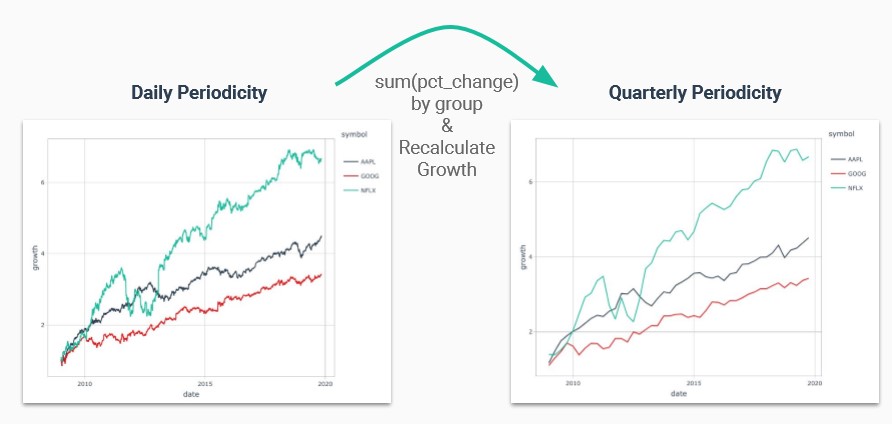 Daily Periodicity
sum(pct_change)
by group
&
Recalculate
Growth
Quarterly Periodicity
symbol
AAPL
GOOG
NFLX
6
4
2
growth
2010
2015
2020
date
symbol
AAPL
GOOG
NFLX
6
4
2
growth
2010
2015
2020
date